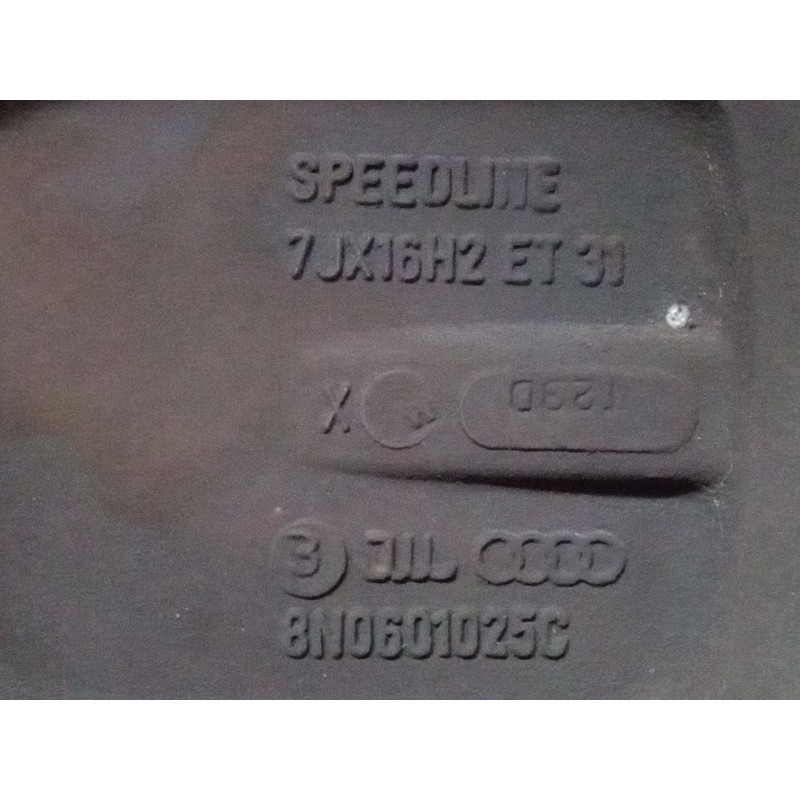 SPEEDLINE
7JX16H2 ET 31
X 123D
3
8N0601025C